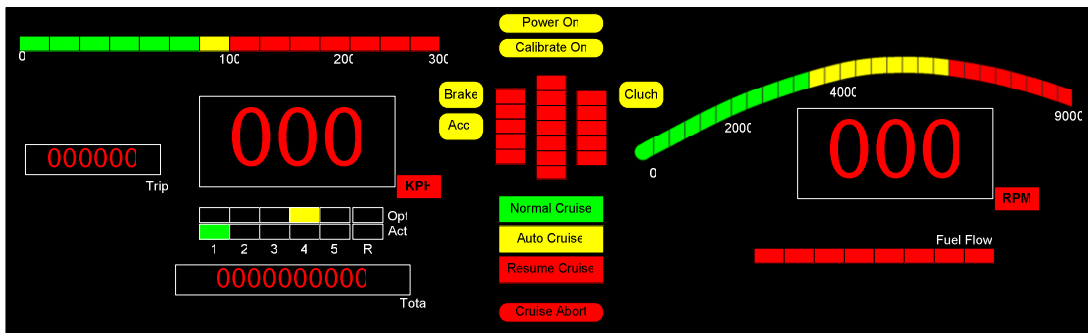 Power On
Calibrate On
0 100 200 300
Brake
Cluch
Acc
000
000
000000
Trip
KPH
0 2000 4000 9000
RPM
Normal Cruise
Auto Cruise
Resume Cruise
Cruise Abort
Opt
Act
1 2 3 4 5 R
0000000000
Tota
Fuel Flow